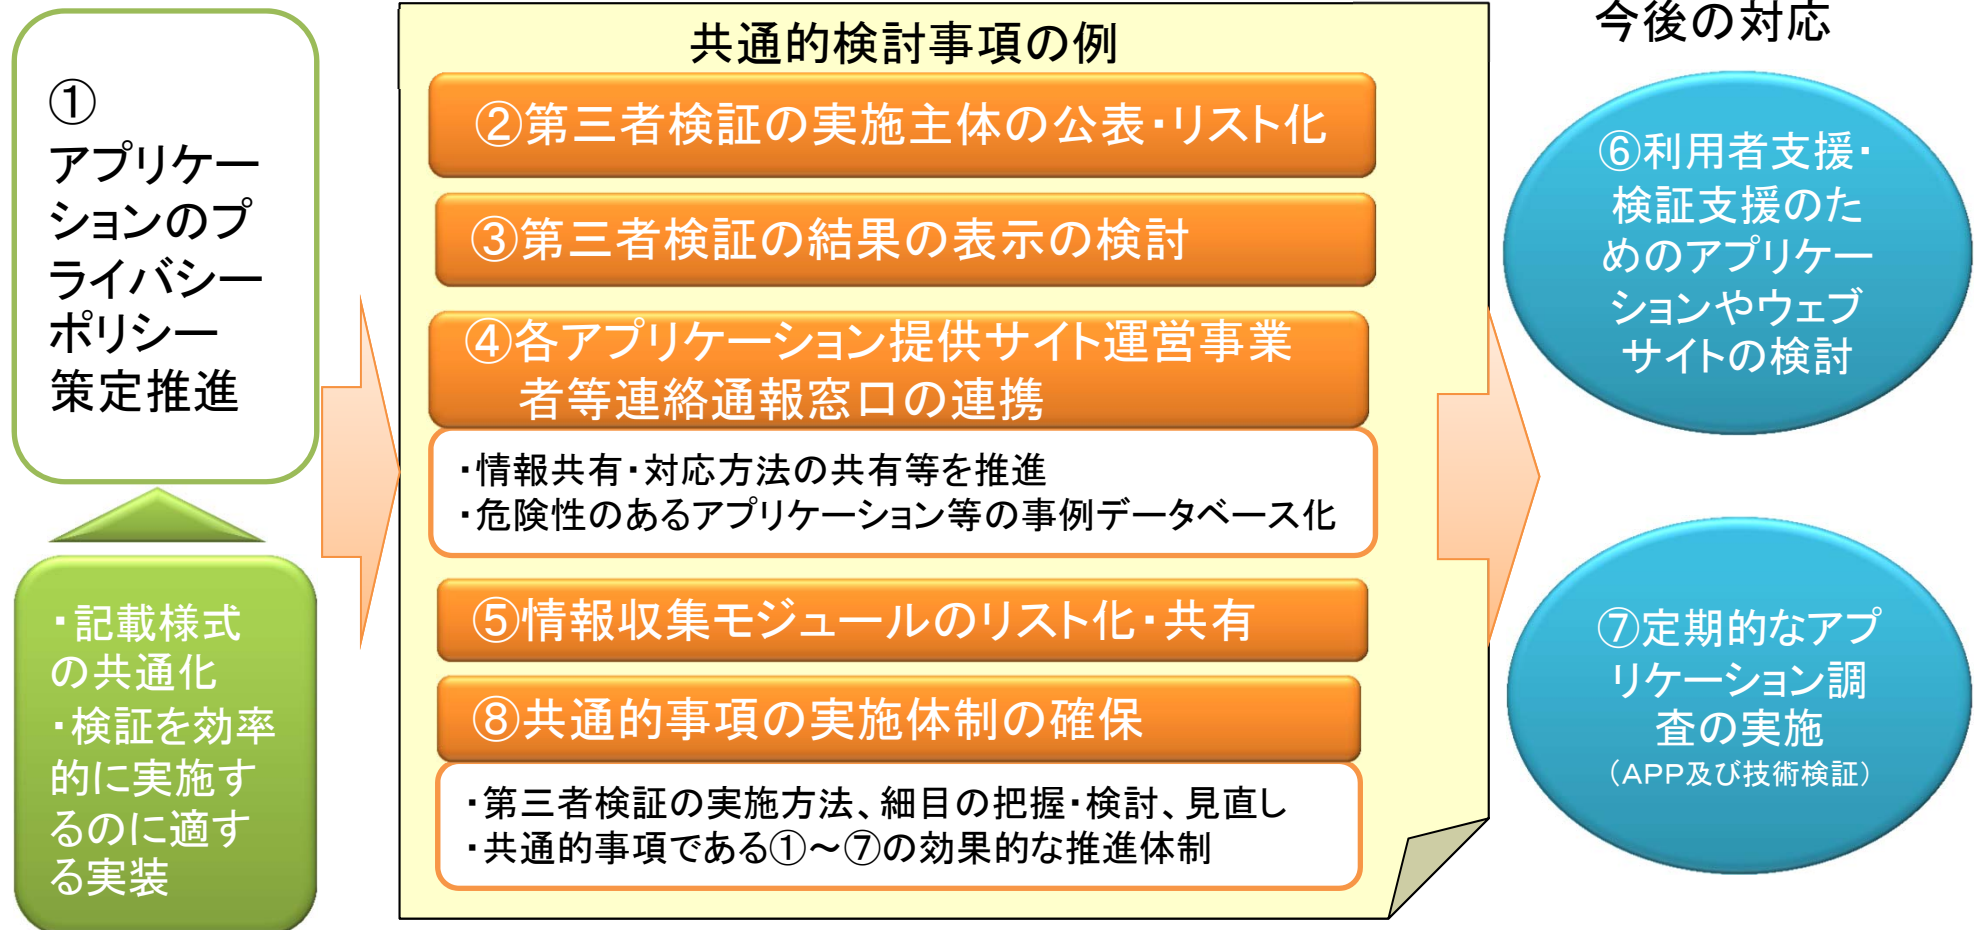 ①
アプリケー
ションのプ
ライバシー
ポリシー
策定推進
・記載様式
の共通化
・検証を効率
的に実施す
るのに適す
る実装
共通的検討事項の例
②第三者検証の実施主体の公表・リスト化
③第三者検証の結果の表示の検討
④各アプリケーション提供サイト運営事業
者等連絡通報窓口の連携
・情報共有・対応方法の共有等を推進
・危険性のあるアプリケーション等の事例データベース化
⑤情報収集モジュールのリスト化・共有
⑧共通的事項の実施体制の確保
・第三者検証の実施方法、細目の把握・検討、見直し
・共通的事項である①～⑦の効果的な推進体制
今後の対応
⑥利用者支援・
検証支援のた
めのアプリケー
ションやウェブ
サイトの検討
⑦定期的なアプ
リケーション調
査の実施
（APP及び技術検証）